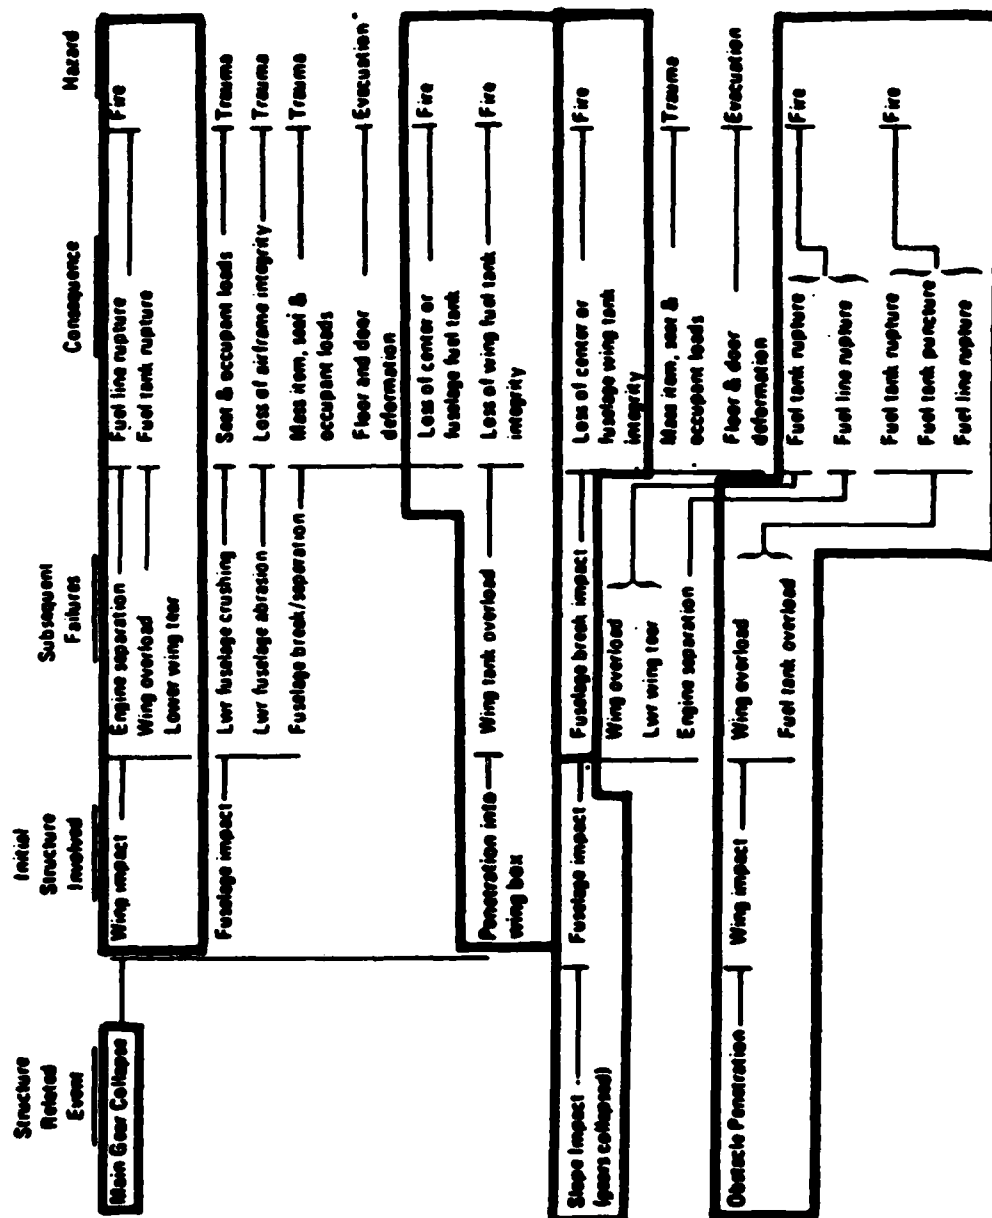 Structure
Related
Event
Initial
Structure
Involved
Subsequent
Failures
Consequence
Hazard
Main Gear Collapse
Wing impact
Engine separation
Wing overload
Lower wing tear
Fuel line rupture
Fuel tank rupture
Fire
Fuselage impact
Lwr fuselage crushing
Seat & occupant loads
Trauma
Lwr fuselage abrasion
Loss of airframe integrity
Trauma
Fuselage break/separation
Mass item, seat &
occupant loads
Trauma
Floor and door
deformation
Evacuation
Loss of center or
fuselage fuel tank
Fire
Penetration into
wing box
Wing tank overload
Loss of wing fuel tank
integrity
Fire
Slope Impact
(gears collapsed)
Fuselage impact
Fuselage break impact
Loss of center or
fuselage wing tank
integrity
Fire
Mass item, seat &
occupant loads
Trauma
Floor & door
deformation
Evacuation
Wing overload
Lwr wing tear
Engine separation
Fuel tank rupture
Fuel line rupture
Fire
Obstacle Penetration
Wing impact
Wing overload
Fuel tank overload
Fuel tank rupture
Fuel tank puncture
Fuel line rupture
Fire